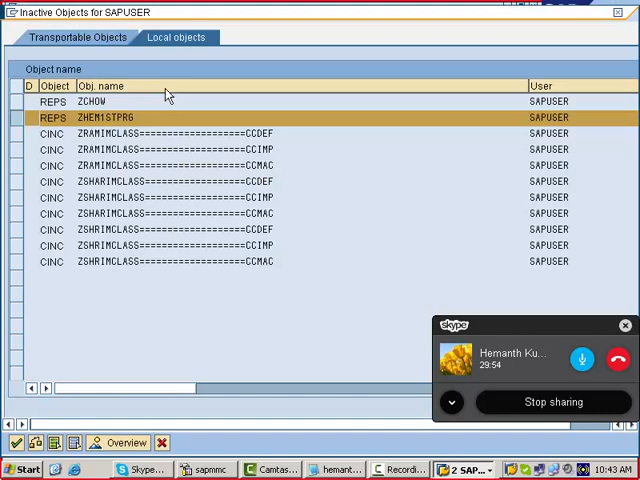 Inactive Objects for SAPUSER
Transportable Objects Local objects
Object name
D Object Obj. name User
REPS ZCHOW SAPUSER
REPS ZHEM1STPRG SAPUSER
CINC ZRAMIMCLASS===================CCDEF SAPUSER
CINC ZRAMIMCLASS===================CCIMP SAPUSER
CINC ZRAMIMCLASS===================CCMAC SAPUSER
CINC ZSHARIMCLASS==================CCDEF SAPUSER
CINC ZSHARIMCLASS==================CCIMP SAPUSER
CINC ZSHARIMCLASS==================CCMAC SAPUSER
CINC ZSHRIMCLASS===================CCDEF SAPUSER
CINC ZSHRIMCLASS===================CCIMP SAPUSER
CINC ZSHRIMCLASS===================CCMAC SAPUSER
skype
Hemanth Ku...
29:54
Stop sharing
Overview
Start Skype... sapmmc Camtas... hemant... Recordi... 2 SAP... 10:43 AM